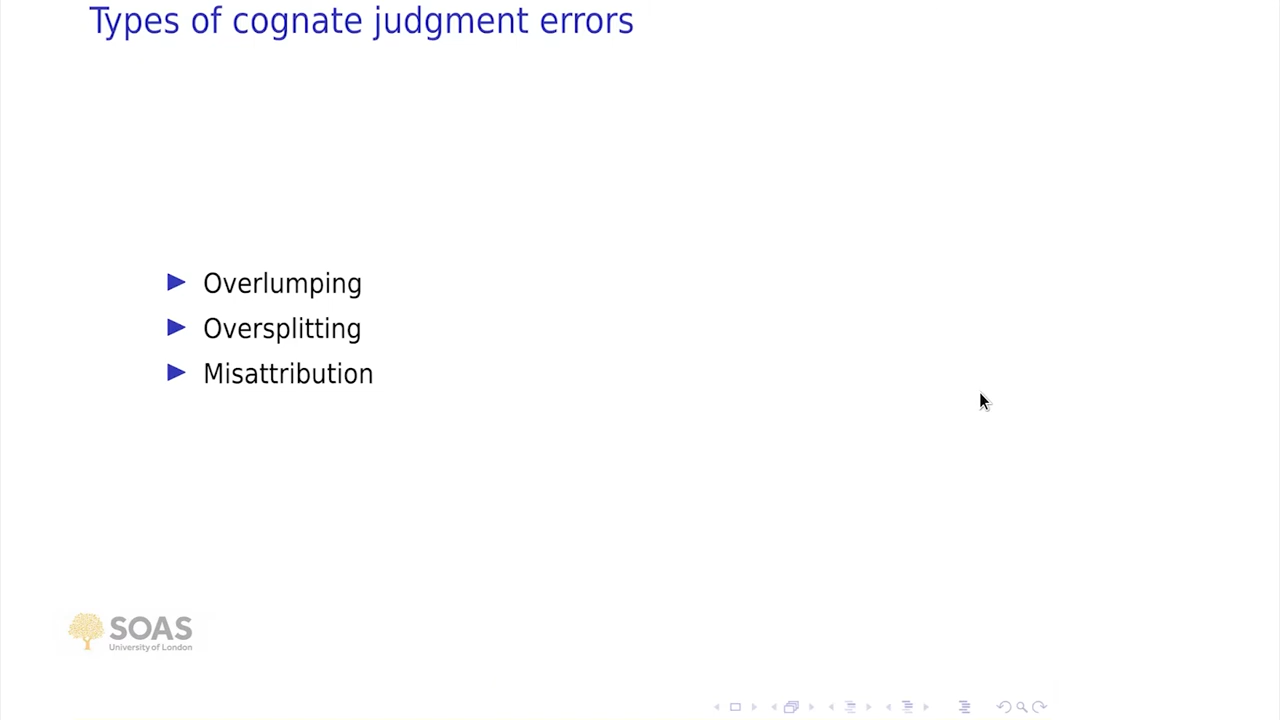 Types of cognate judgment errors
Overlumping
Oversplitting
Misattribution
SOAS
University of London